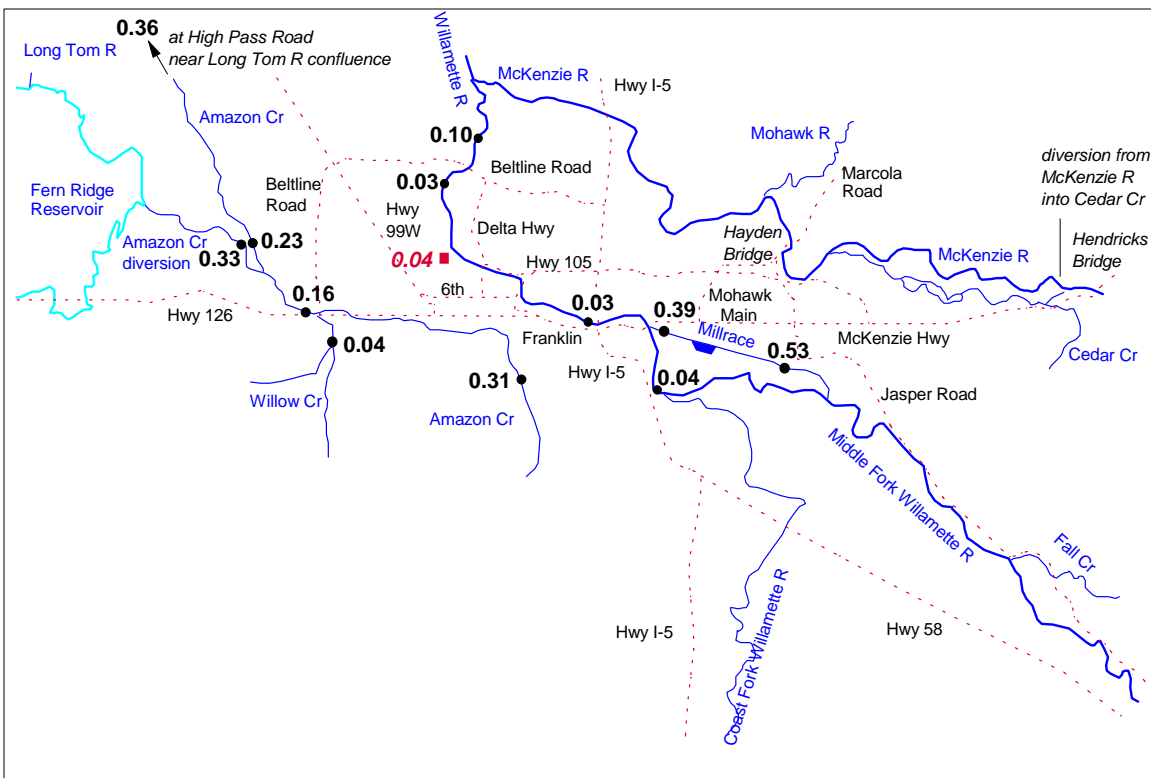 0.36
at High Pass Road
near Long Tom R confluence
Long Tom R
Willamette R
McKenzie R
Hwy I-5
Amazon Cr
Mohawk R
0.10
Beltline Road
diversion from
McKenzie R
into Cedar Cr
Marcola
Road
0.03
Beltline
Road
Fern Ridge
Reservoir
Hwy
99W
Delta Hwy
Hayden
Bridge
McKenzie R
Hendricks
Bridge
Amazon Cr
diversion
0.33
0.23
0.04
Hwy 105
6th
0.16
Hwy 126
0.03
Franklin
0.39
Mohawk
Main
Millrace
McKenzie Hwy
0.04
Hwy I-5
0.53
Cedar Cr
0.31
0.04
Willow Cr
Amazon Cr
Jasper Road
Middle Fork Willamette R
Fall Cr
Coast Fork Willamette R
Hwy I-5
Hwy 58